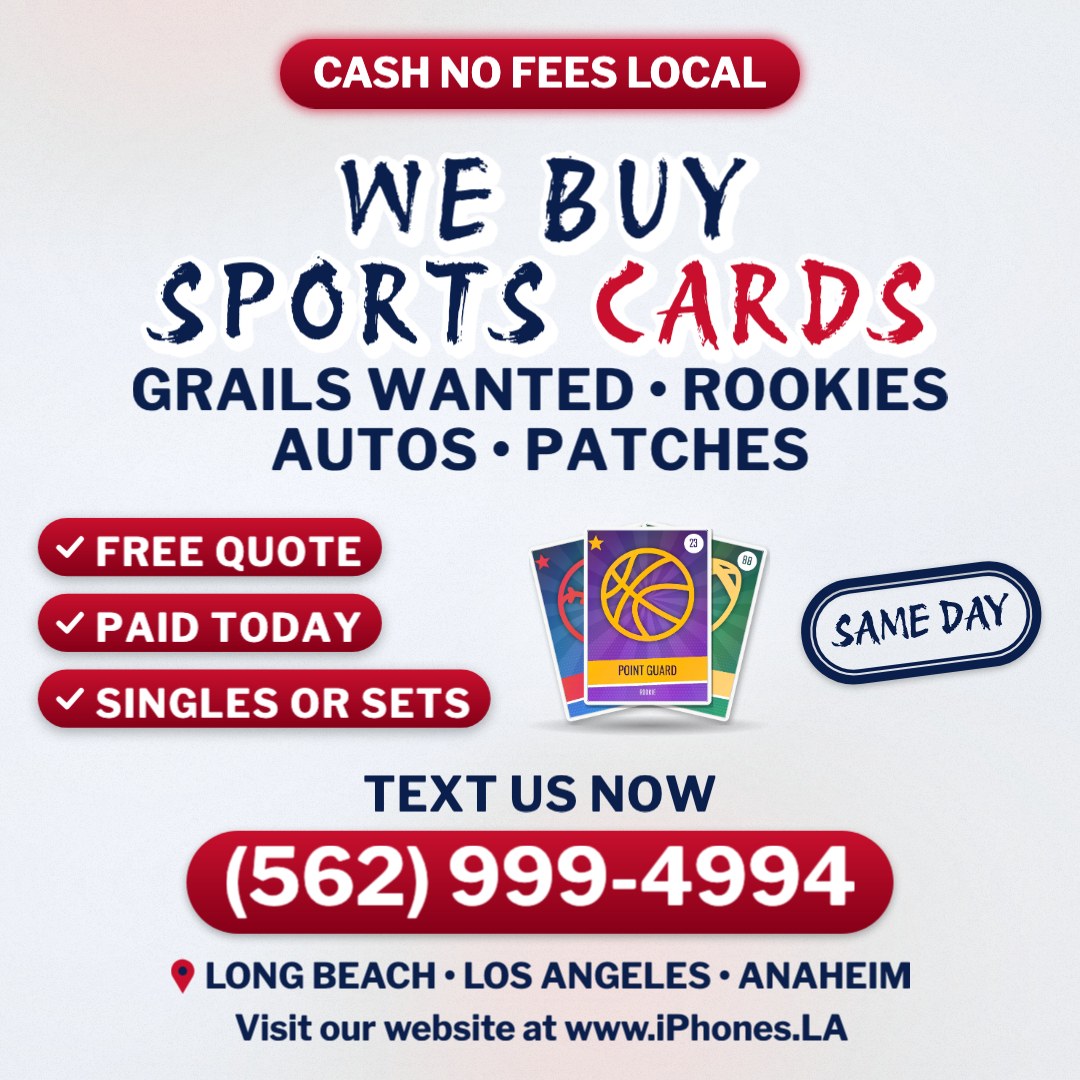 CASH NO FEES LOCAL
WE BUY
SPORTS CARDS
GRAILS WANTED • ROOKIES
AUTOS • PATCHES
FREE QUOTE
PAID TODAY
SINGLES OR SETS
23
88
POINT GUARD
ROOKIE
SAME DAY
TEXT US NOW
(562) 999-4994
LONG BEACH • LOS ANGELES • ANAHEIM
Visit our website at www.iPhones.LA